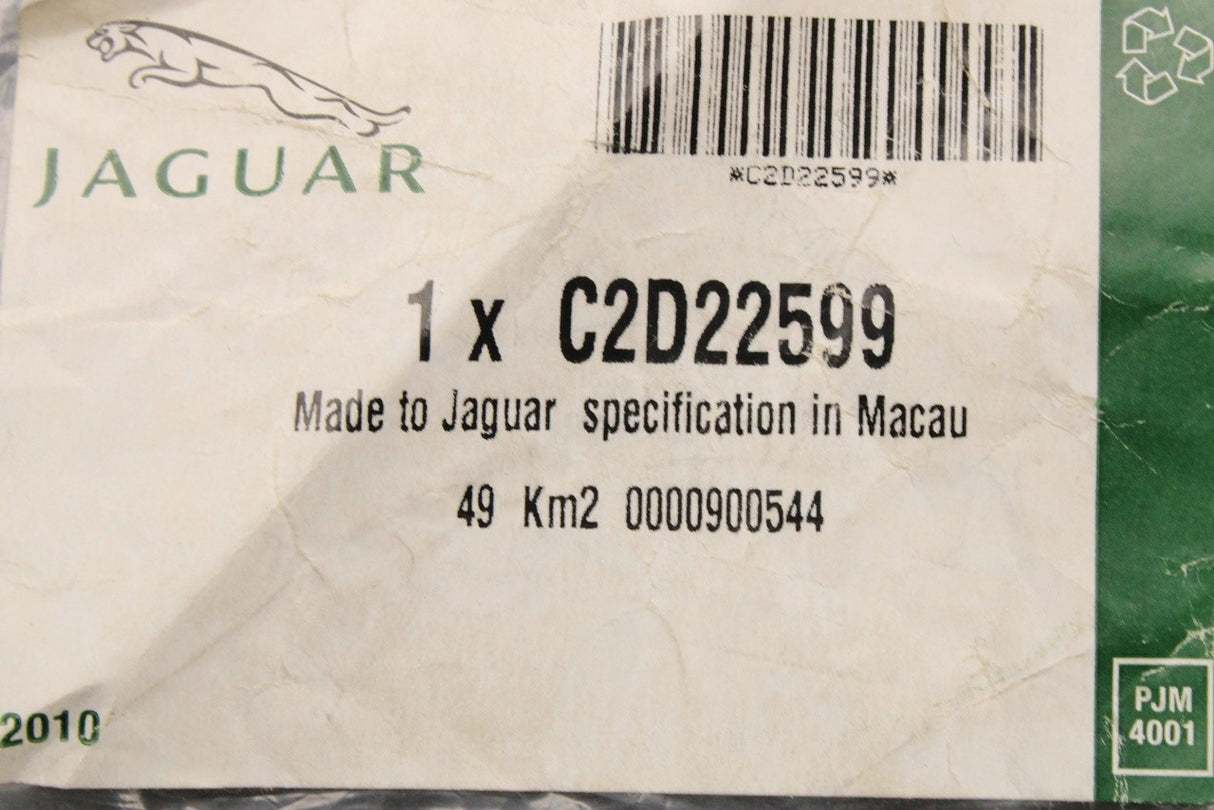 JAGUAR
*C2D22599*
1 x C2D22599
Made to Jaguar specification in Macau
49 Km2 0000900544
2010
PJM
4001